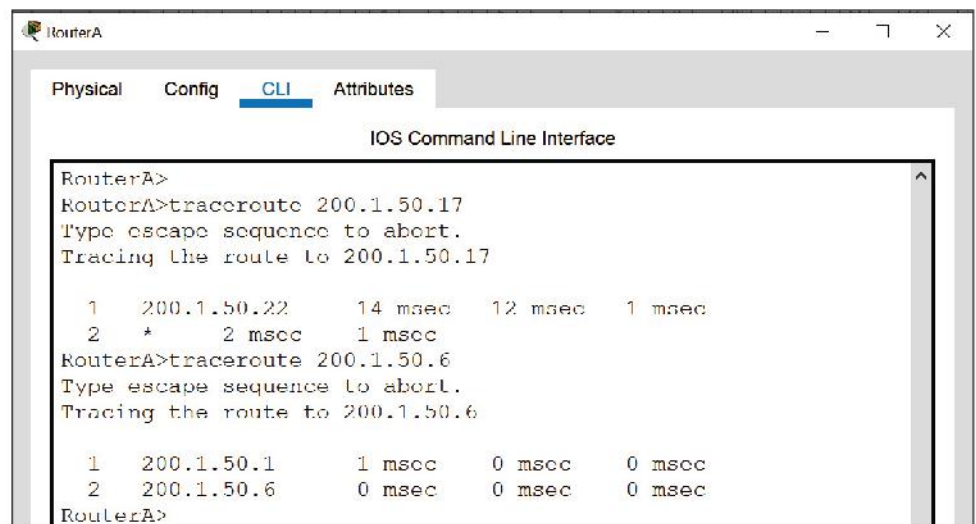 RouterA
Physical Config CLI Attributes
IOS Command Line Interface
RouterA>
RouterA>traceroute 200.1.50.17
Type escape sequence to abort.
Tracing the route to 200.1.50.17
1 200.1.50.22 14 msec 12 msec 1 msec
2 * 2 msec 1 msec
RouterA>traceroute 200.1.50.6
Type escape sequence to abort.
Tracing the route to 200.1.50.6
1 200.1.50.1 1 msec 0 msec 0 msec
2 200.1.50.6 0 msec 0 msec 0 msec
RouterA>